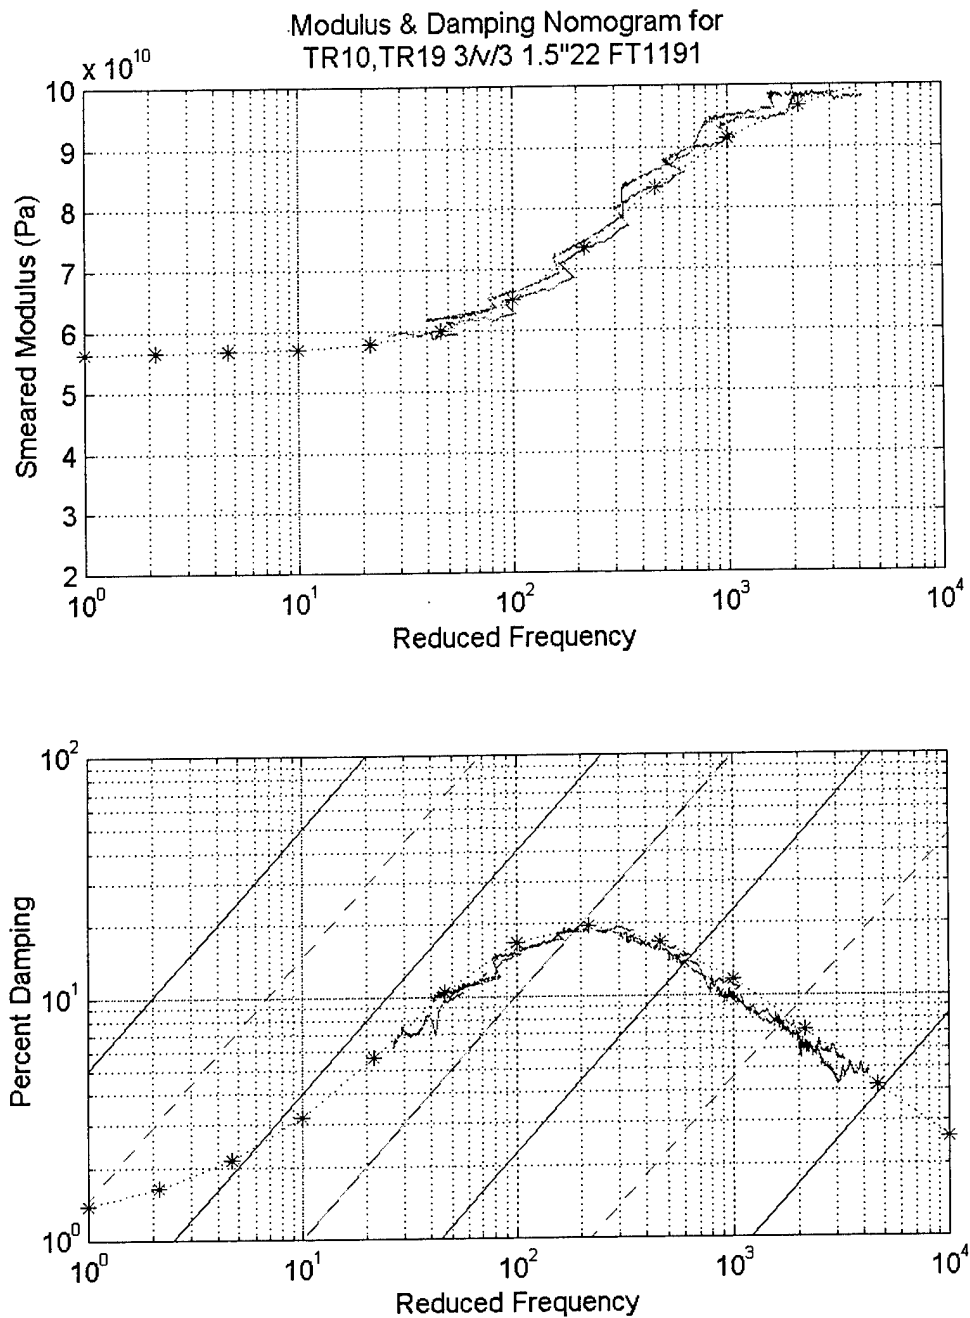 Modulus & Damping Nomogram for
TR10,TR19 3/v/3 1.5"22 FT1191
x 10^10
10
9
8
7
6
5
4
3
2
Smeared Modulus (Pa)
10^0 10^1 10^2 10^3 10^4
Reduced Frequency
10^2
10^1
10^0
Percent Damping
10^0 10^1 10^2 10^3 10^4
Reduced Frequency